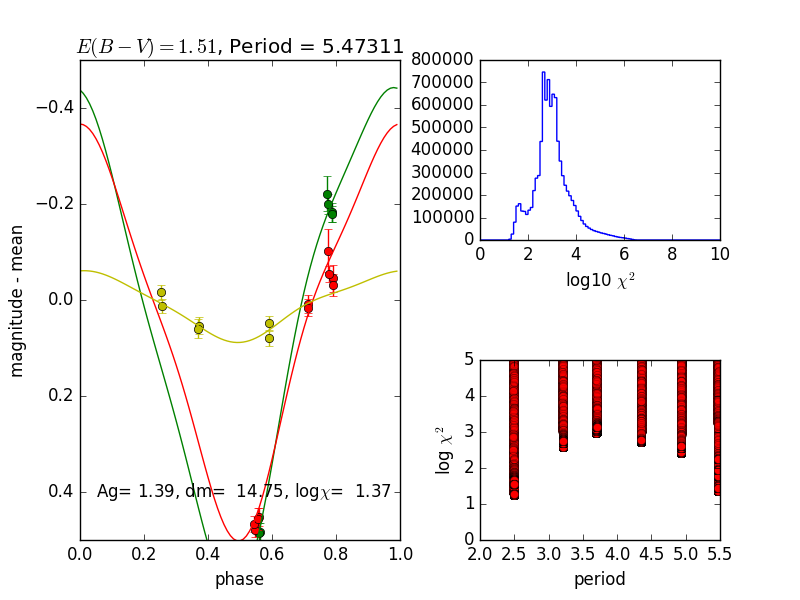 E(B − V) = 1.51, Period = 5.47311
−0.4
−0.2
0.0
0.2
0.4
magnitude - mean
Ag= 1.39, dm= 14.75, logχ= 1.37
0.0 0.2 0.4 0.6 0.8 1.0
phase
800000
700000
600000
500000
400000
300000
200000
100000
0
0 2 4 6 8 10
log10 χ²
5
4
3
2
1
0
log χ²
2.0 2.5 3.0 3.5 4.0 4.5 5.0 5.5
period